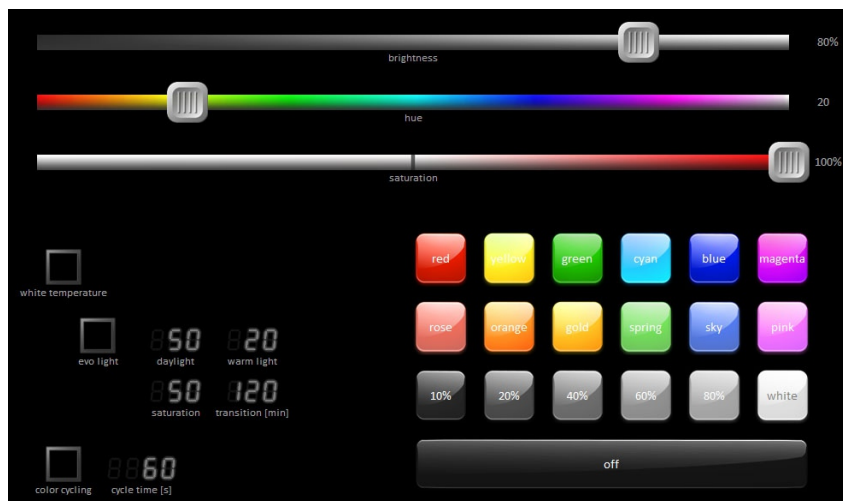 80%
brightness
20
hue
100%
saturation
red yellow green cyan blue magenta
white temperature
rose orange gold spring sky pink
50 20
evo light daylight warm light
50 120
saturation transition [min]
10% 20% 40% 60% 80% white
60
color cycling cycle time [s]
off